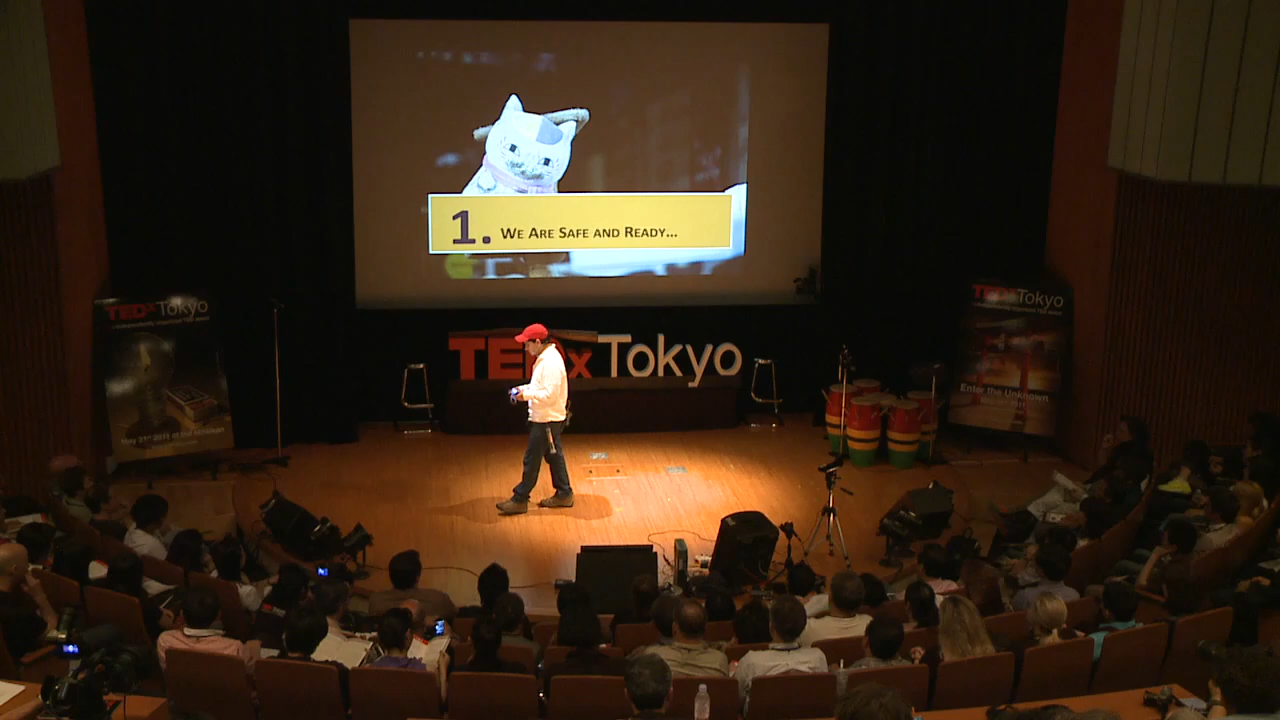 1. WE ARE SAFE AND READY...
TEDxTokyo
TEDxTokyo
TEDxTokyo
Enter the Unknown